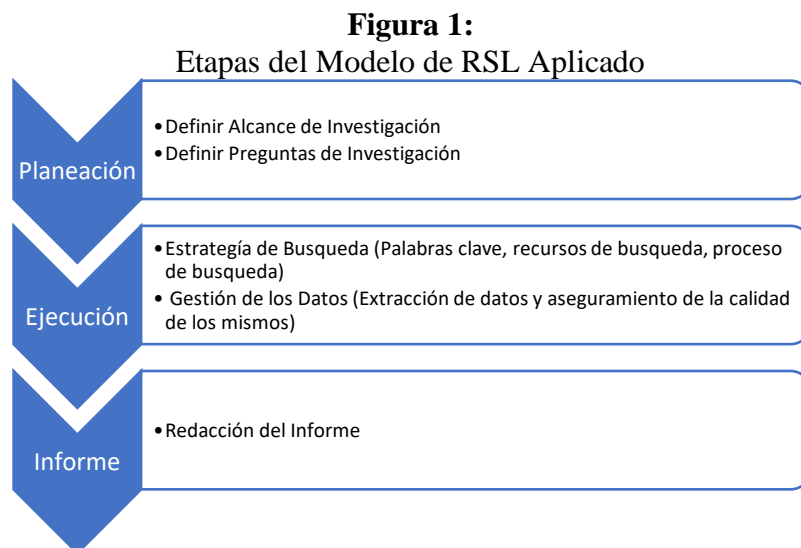 Figura 1:
Etapas del Modelo de RSL Aplicado
Planeación
•Definir Alcance de Investigación
•Definir Preguntas de Investigación
Ejecución
•Estrategía de Busqueda (Palabras clave, recursos de busqueda, proceso
de busqueda)
• Gestión de los Datos (Extracción de datos y aseguramiento de la calidad
de los mismos)
Informe
•Redacción del Informe